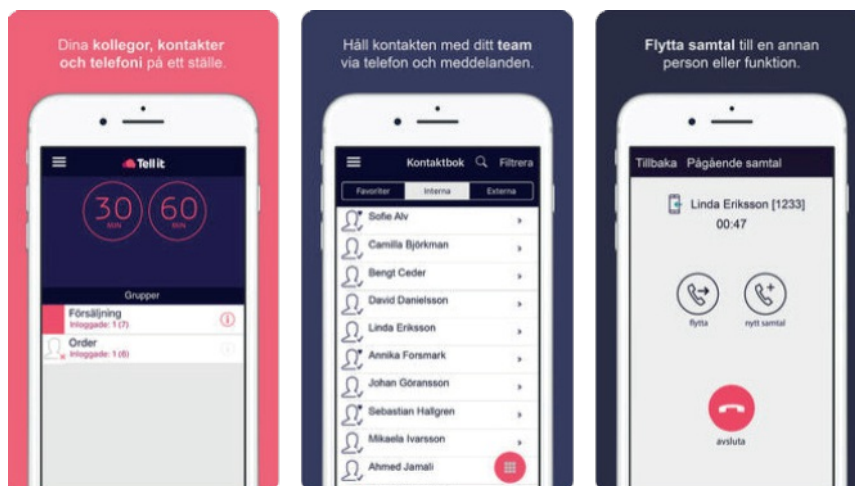 Dina kollegor, kontakter
och telefoni på ett ställe.
Tell it
30
MIN
60
MIN
Grupper
Försäljning
Inloggade: 1 (7)
Order
Inloggade: 1 (6)
Håll kontakten med ditt team
via telefon och meddelanden.
Kontaktbok Filtrera
Favoriter Interna Externa
Sofie Alv
Camilla Björkman
Bengt Ceder
David Danielsson
Linda Eriksson
Annika Forsmark
Johan Göransson
Sebastian Hallgren
Mikaela Ivarsson
Ahmed Jamali
Flytta samtal till en annan
person eller funktion.
Tillbaka Pågående samtal
Linda Eriksson [1233]
00:47
flytta nytt samtal
avsluta